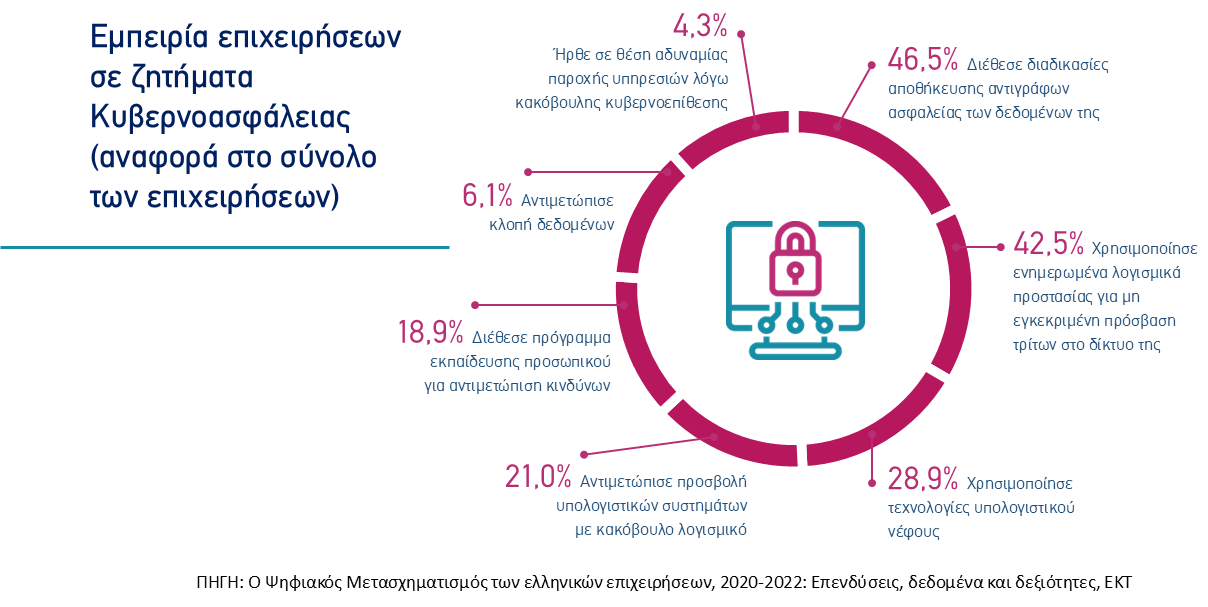 Εμπειρία επιχειρήσεων
σε ζητήματα
Κυβερνοασφάλειας
(αναφορά στο σύνολο
των επιχειρήσεων)
4,3%
Ήρθε σε θέση αδυναμίας
παροχής υπηρεσιών λόγω
κακόβουλης κυβερνοεπίθεσης
46,5% Διέθεσε διαδικασίες
αποθήκευσης αντιγράφων
ασφαλείας των δεδομένων της
6,1% Αντιμετώπισε
κλοπή δεδομένων
42,5% Χρησιμοποίησε
ενημερωμένα λογισμικά
προστασίας για μη
εγκεκριμένη πρόσβαση
τρίτων στο δίκτυο της
18,9% Διέθεσε πρόγραμμα
εκπαίδευσης προσωπικού
για αντιμετώπιση κινδύνων
21,0% Αντιμετώπισε προσβολή
υπολογιστικών συστημάτων
με κακόβουλο λογισμικό
28,9% Χρησιμοποίησε
τεχνολογίες υπολογιστικού
νέφους
ΠΗΓΗ: Ο Ψηφιακός Μετασχηματισμός των ελληνικών επιχειρήσεων, 2020-2022: Επενδύσεις, δεδομένα και δεξιότητες, ΕΚΤ